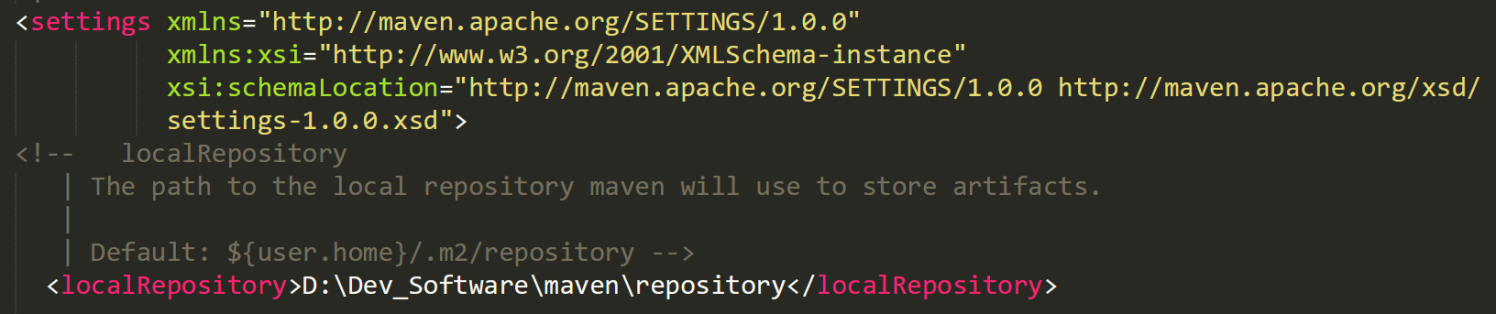 <settings xmlns="http://maven.apache.org/SETTINGS/1.0.0"
xmlns:xsi="http://www.w3.org/2001/XMLSchema-instance"
xsi:schemaLocation="http://maven.apache.org/SETTINGS/1.0.0 http://maven.apache.org/xsd/
settings-1.0.0.xsd">
<!-- localRepository
| The path to the local repository maven will use to store artifacts.
|
| Default: ${user.home}/.m2/repository -->
<localRepository>D:\Dev_Software\maven\repository</localRepository>